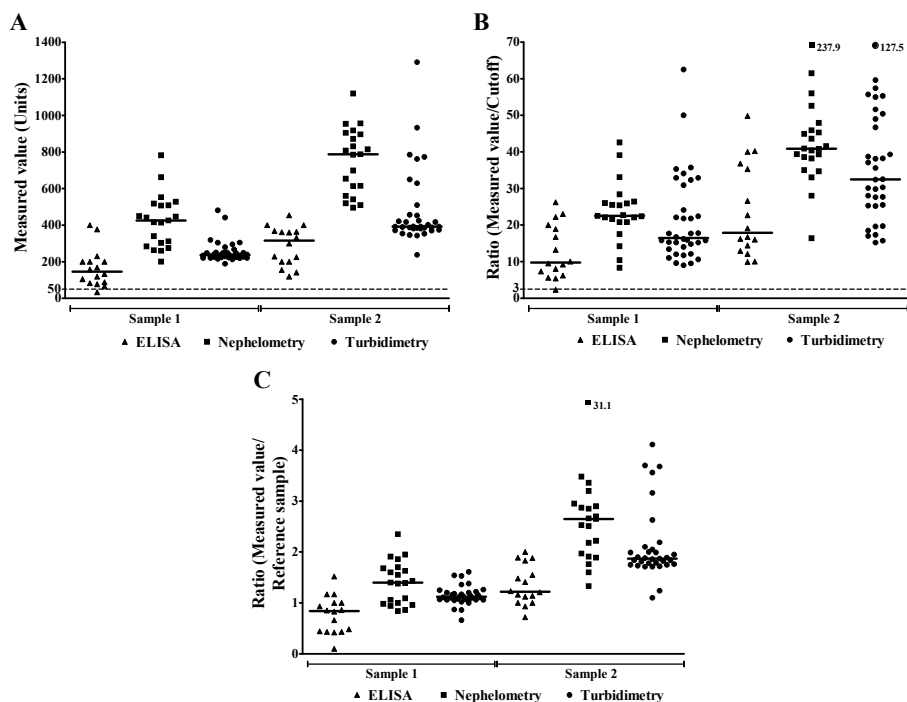 A
Measured value (Units)
1400
1200
1000
800
600
400
200
50
0
Sample 1
Sample 2
ELISA
Nephelometry
Turbidimetry
B
Ratio (Measured value/Cutoff)
70
60
50
40
30
20
10
3
0
237.9
127.5
Sample 1
Sample 2
ELISA
Nephelometry
Turbidimetry
C
Ratio (Measured value/
Reference sample)
5
4
3
2
1
0
31.1
Sample 1
Sample 2
ELISA
Nephelometry
Turbidimetry